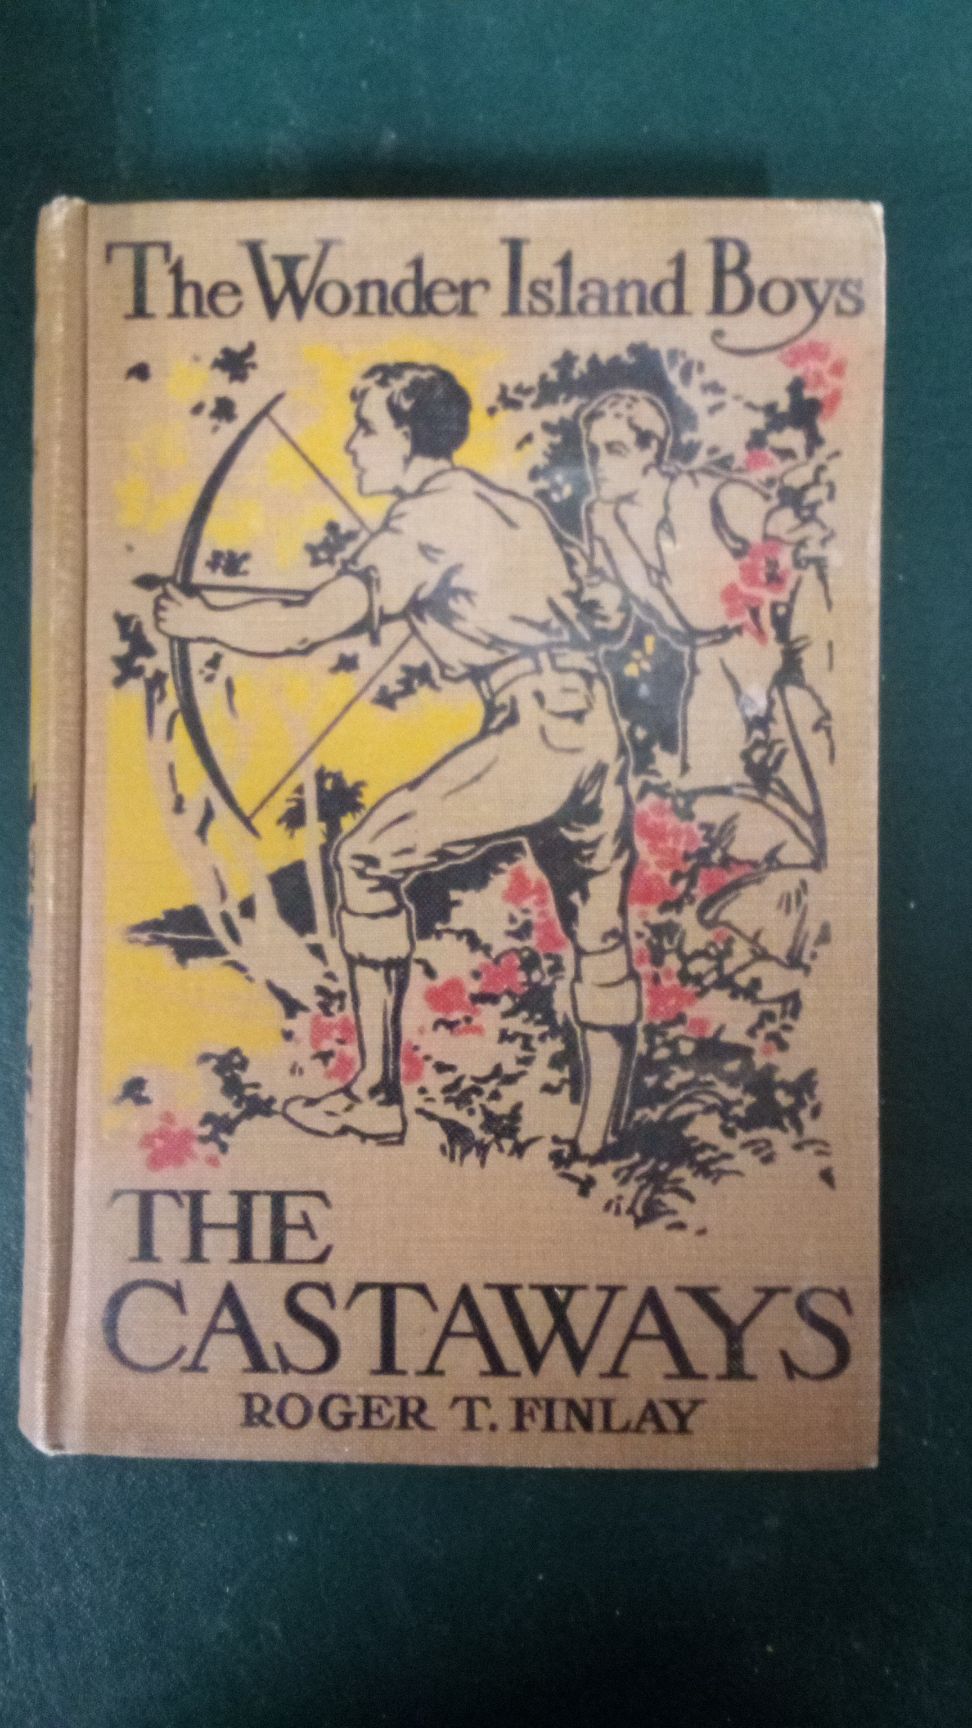 The Wonder Island Boys
THE
CASTAWAYS
ROGER T. FINLAY